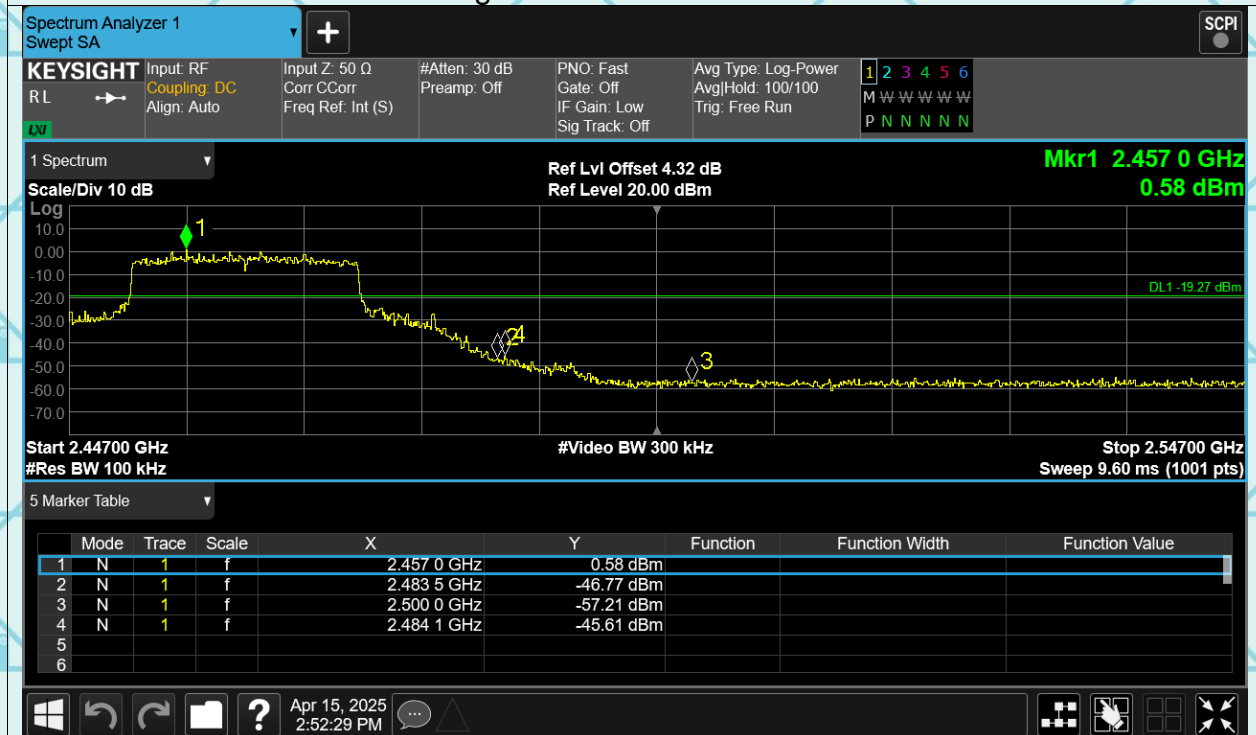 Spectrum Analyzer 1
Swept SA
+
SCPI
KEYSIGHT
RL
LXI
Input: RF
Coupling: DC
Align: Auto
Input Z: 50 Ω
Corr CCorr
Freq Ref: Int (S)
#Atten: 30 dB
Preamp: Off
PNO: Fast
Gate: Off
IF Gain: Low
Sig Track: Off
Avg Type: Log-Power
Avg|Hold: 100/100
Trig: Free Run
1 2 3 4 5 6
M W W W W W
P N N N N N
1 Spectrum
Scale/Div 10 dB
Ref Lvl Offset 4.32 dB
Ref Level 20.00 dBm
Mkr1 2.457 0 GHz
0.58 dBm
Log
10.0
0.00
-10.0
-20.0
-30.0
-40.0
-50.0
-60.0
-70.0
1
DL1 -19.27 dBm
24
3
Start 2.44700 GHz
#Res BW 100 kHz
#Video BW 300 kHz
Stop 2.54700 GHz
Sweep 9.60 ms (1001 pts)
5 Marker Table
Mode Trace Scale X Y Function Function Width Function Value
1 N 1 f 2.457 0 GHz 0.58 dBm
2 N 1 f 2.483 5 GHz -46.77 dBm
3 N 1 f 2.500 0 GHz -57.21 dBm
4 N 1 f 2.484 1 GHz -45.61 dBm
5
6
?
Apr 15, 2025
2:52:29 PM